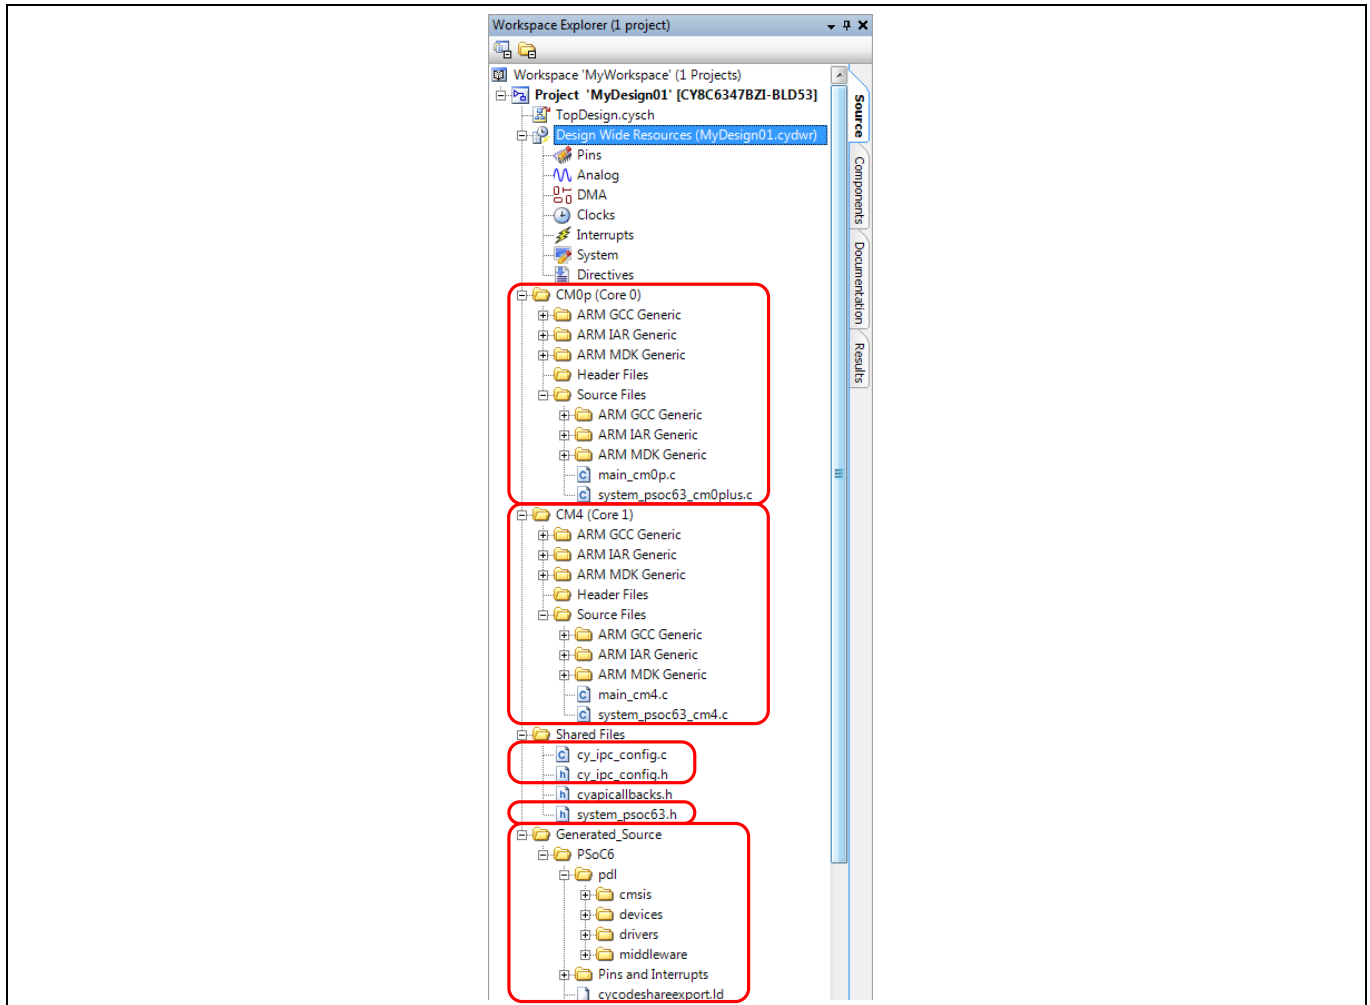 Workspace Explorer (1 project)
Workspace 'MyWorkspace' (1 Projects)
Project 'MyDesign01' [CY8C6347BZI-BLD53]
TopDesign.cysch
Design Wide Resources (MyDesign01.cydwr)
Pins
Analog
DMA
Clocks
Interrupts
System
Directives
CM0p (Core 0)
ARM GCC Generic
ARM IAR Generic
ARM MDK Generic
Header Files
Source Files
ARM GCC Generic
ARM IAR Generic
ARM MDK Generic
main_cm0p.c
system_psoc63_cm0plus.c
CM4 (Core 1)
ARM GCC Generic
ARM IAR Generic
ARM MDK Generic
Header Files
Source Files
ARM GCC Generic
ARM IAR Generic
ARM MDK Generic
main_cm4.c
system_psoc63_cm4.c
Shared Files
cy_ipc_config.c
cy_ipc_config.h
cyapicallbacks.h
system_psoc63.h
Generated_Source
PSoC6
pdl
cmsis
devices
drivers
middleware
Pins and Interrupts
cycodeshareexport.ld
Source
Components
Documentation
Results